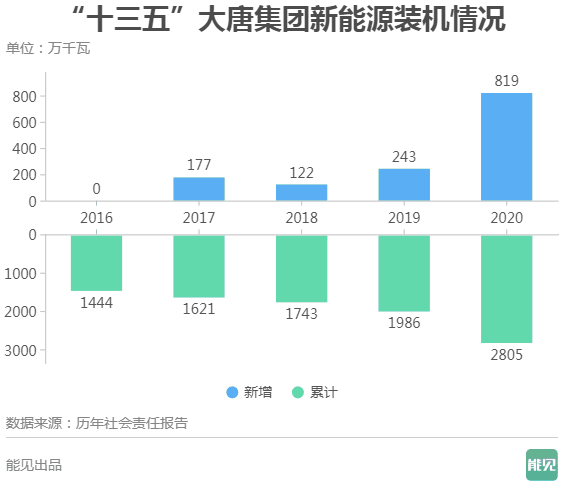 “十三五”大唐集团新能源装机情况
单位：万千瓦
800
600
400
200
0
0 177 122 243 819
2016 2017 2018 2019 2020
0
1000
2000
3000
1444 1621 1743 1986 2805
新增 累计
数据来源：历年社会责任报告
能见出品
能见